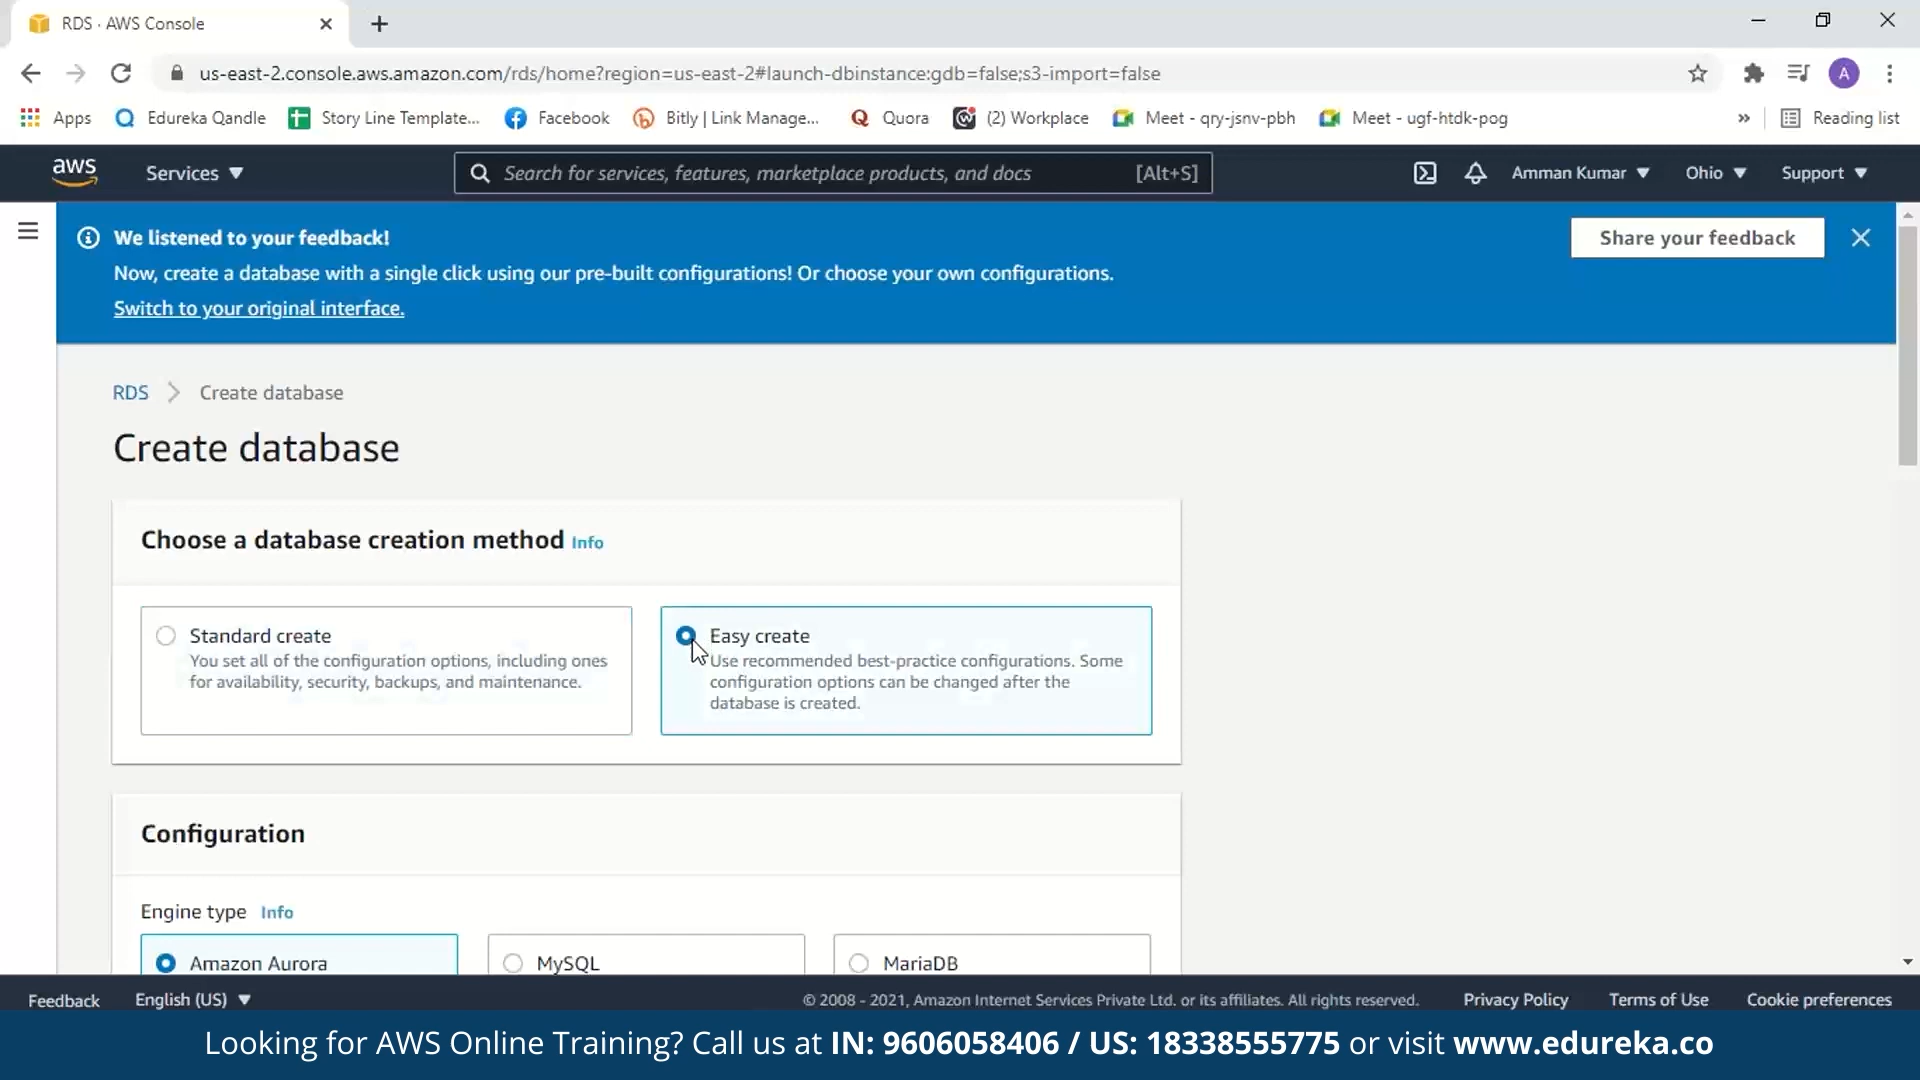 RDS · AWS Console
us-east-2.console.aws.amazon.com/rds/home?region=us-east-2#launch-dbinstance:gdb=false;s3-import=false
A
Apps Edureka Qandle Story Line Template... Facebook Bitly | Link Manage... Quora (2) Workplace Meet - qry-jsnv-pbh Meet - ugf-htdk-pog » Reading list
aws Services Search for services, features, marketplace products, and docs [Alt+S] Amman Kumar Ohio Support
We listened to your feedback! Share your feedback
Now, create a database with a single click using our pre-built configurations! Or choose your own configurations.
Switch to your original interface.
RDS Create database
Create database
Choose a database creation method Info
Standard create
You set all of the configuration options, including ones
for availability, security, backups, and maintenance.
Easy create
Use recommended best-practice configurations. Some
configuration options can be changed after the
database is created.
Configuration
Engine type Info
Amazon Aurora MySQL MariaDB
Feedback English (US) © 2008 - 2021, Amazon Internet Services Private Ltd. or its affiliates. All rights reserved. Privacy Policy Terms of Use Cookie preferences
Looking for AWS Online Training? Call us at IN: 9606058406 / US: 18338555775 or visit www.edureka.co